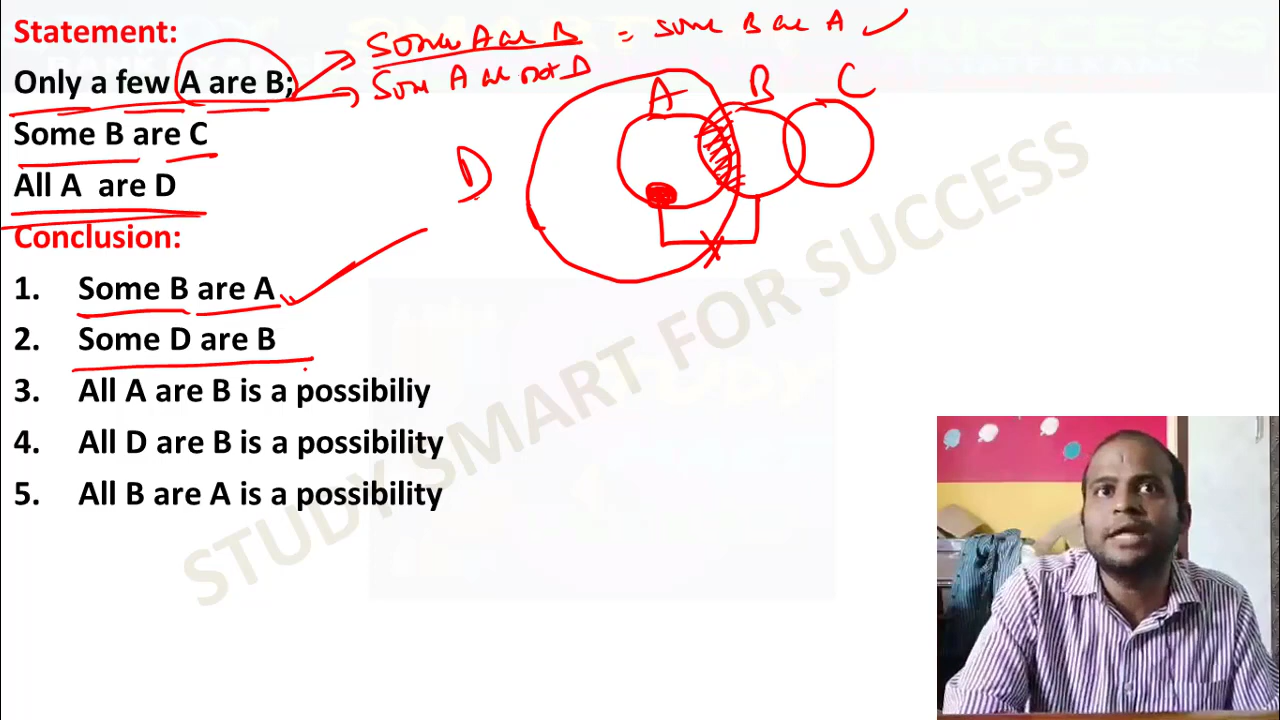 Statement:
Some A are B = Some B are A
Only a few A are B;
Some A are not D
A B C
Some B are C
D
All A are D
Conclusion:
1. Some B are A
2. Some D are B
3. All A are B is a possibiliy
4. All D are B is a possibility
5. All B are A is a possibility
STUDY SMART FOR SUCCESS